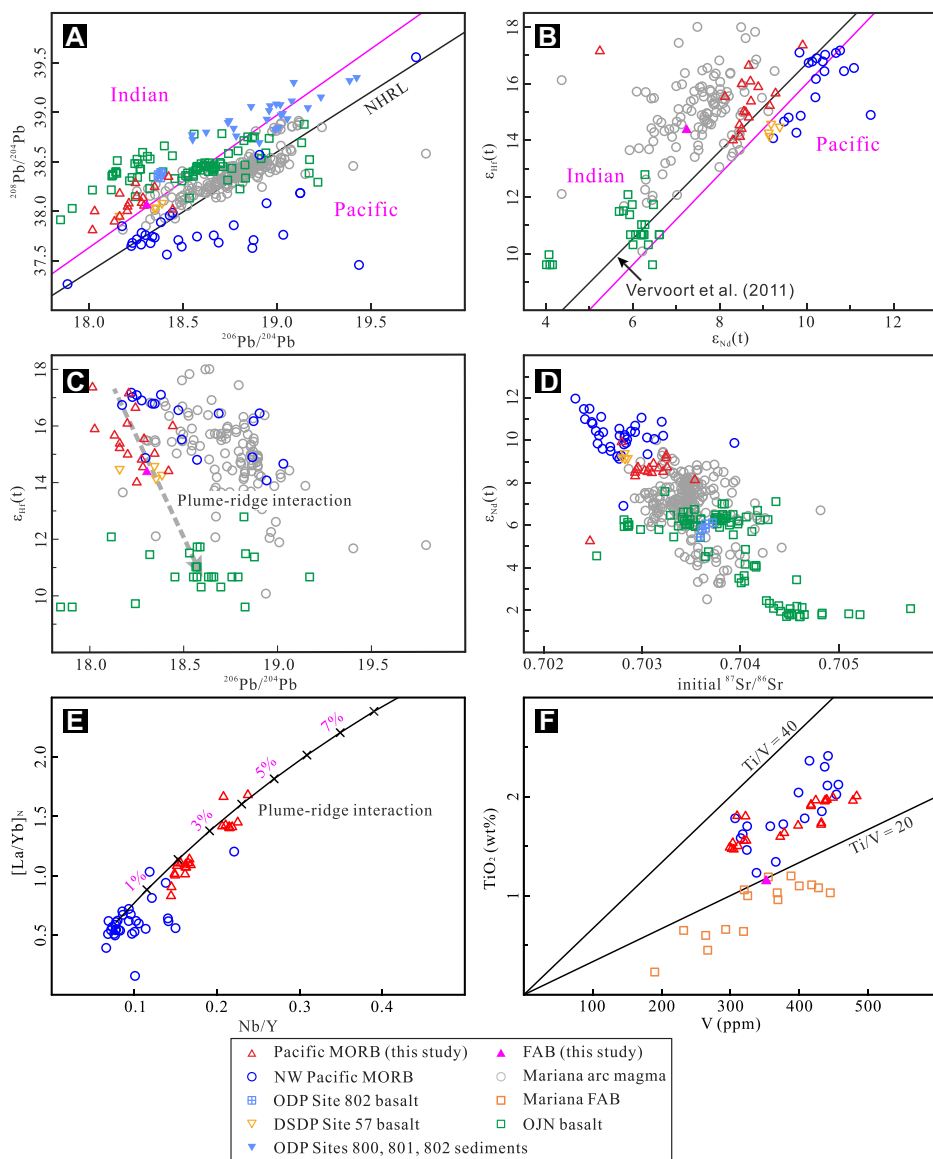 A
Indian
NHRL
Pacific
²⁰⁸Pb/²⁰⁴Pb
39.5
39.0
38.5
38.0
37.5
18.0 18.5 19.0 19.5
²⁰⁶Pb/²⁰⁴Pb
B
Indian
Pacific
Vervoort et al. (2011)
εHf(t)
18
16
14
12
10
4 6 8 10 12
εNd(t)
C
Plume-ridge interaction
εHf(t)
18
16
14
12
10
18.0 18.5 19.0 19.5
²⁰⁶Pb/²⁰⁴Pb
D
εNd(t)
12
10
8
6
4
2
0.702 0.703 0.704 0.705
initial ⁸⁷Sr/⁸⁶Sr
E
1%
3%
5%
7%
Plume-ridge interaction
[La/Yb]N
2.0
1.5
1.0
0.5
0.1 0.2 0.3 0.4
Nb/Y
F
Ti/V = 40
Ti/V = 20
TiO₂ (wt%)
2
1
100 200 300 400 500
V (ppm)
Pacific MORB (this study)
FAB (this study)
NW Pacific MORB
Mariana arc magma
ODP Site 802 basalt
Mariana FAB
DSDP Site 57 basalt
OJN basalt
ODP Sites 800, 801, 802 sediments